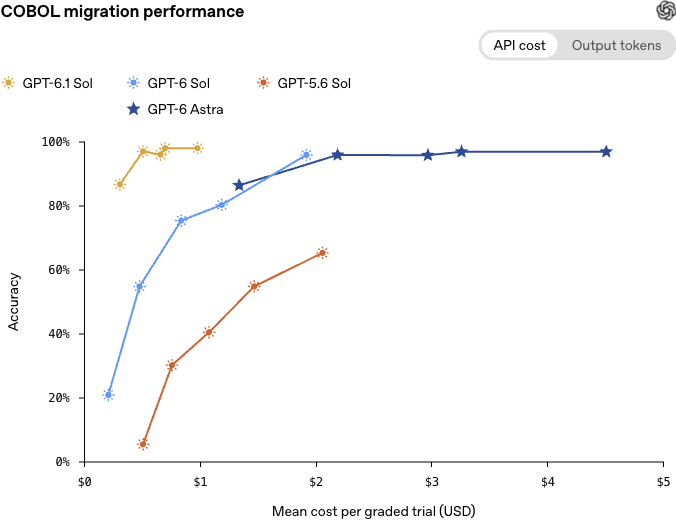 COBOL migration performance
API cost
Output tokens
GPT-6.1 Sol
GPT-6 Sol
GPT-5.6 Sol
GPT-6 Astra
100%
80%
60%
40%
20%
0%
Accuracy
$0
$1
$2
$3
$4
$5
Mean cost per graded trial (USD)